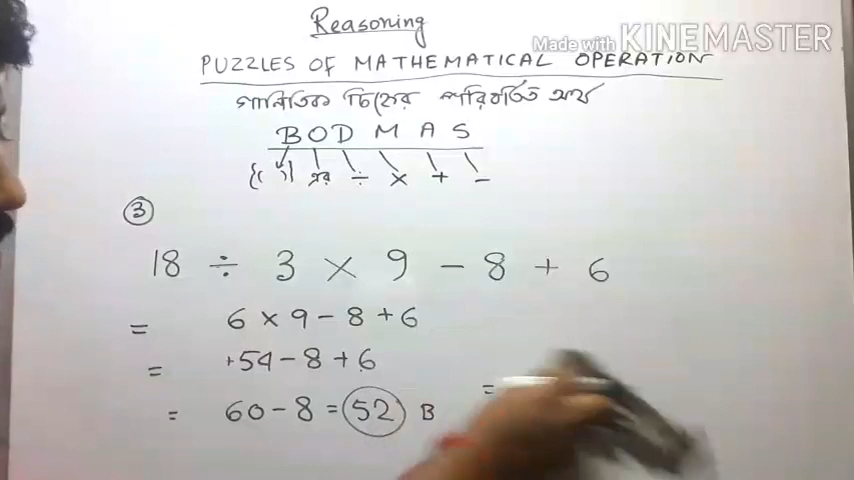 Reasoning
Made with KINEMASTER
PUZZLES OF MATHEMATICAL OPERATION
গানিতিক চিহ্নের পরিবর্তিত অর্থ
BODMAS
{( )} এর ÷ × + −
③
18 ÷ 3 × 9 − 8 + 6
= 6 × 9 − 8 + 6
= +54 − 8 + 6
= 60 − 8 = 52 B =